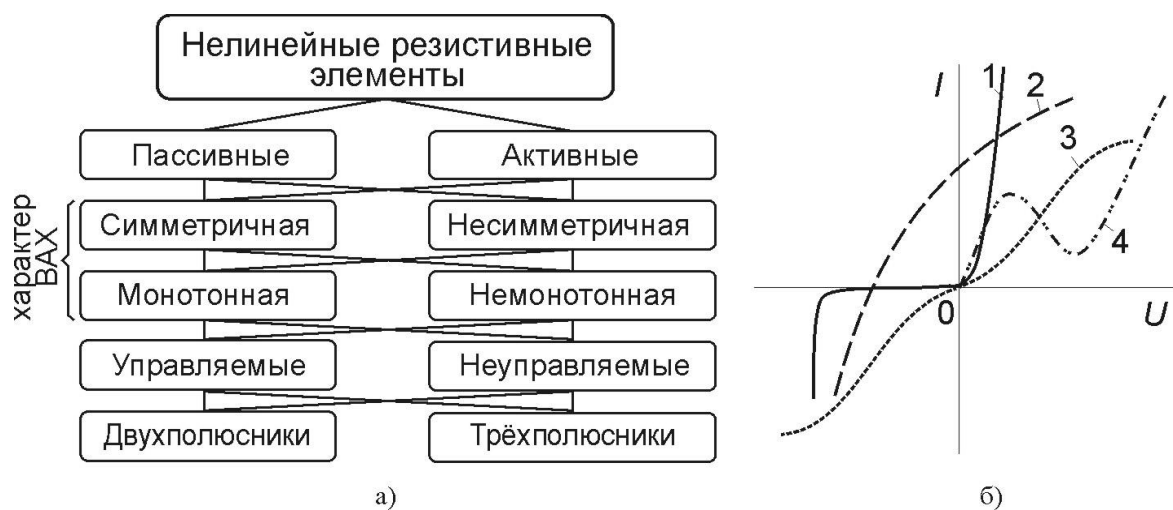 Нелинейные резистивные
элементы
Пассивные
Активные
характер
ВАХ
Симметричная
Несимметричная
Монотонная
Немонотонная
Управляемые
Неуправляемые
Двухполюсники
Трёхполюсники
а)
I
1
2
3
4
0
U
б)